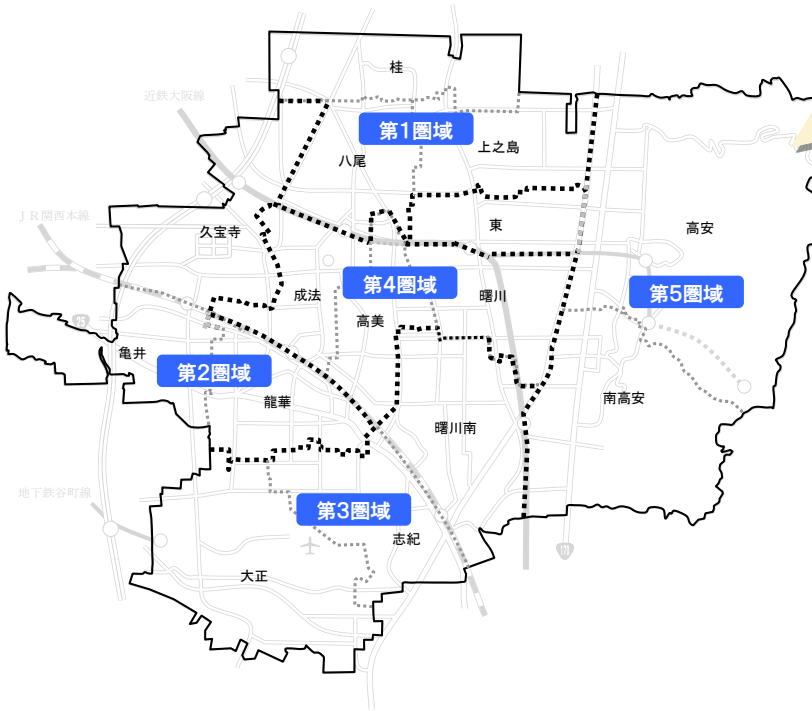 桂
近鉄大阪線
第1圏域
上之島
八尾
久宝寺
東
高安
JR関西本線
第4圏域
成法
曙川
第5圏域
25
高美
亀井
第2圏域
龍華
南高安
曙川南
地下鉄谷町線
第3圏域
志紀
170
大正